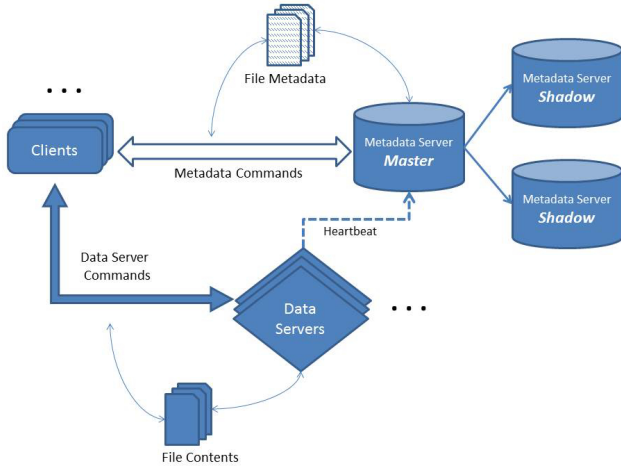 File Metadata
. . .
Clients
Metadata Commands
Metadata Server
Master
Metadata Server
Shadow
Metadata Server
Shadow
Heartbeat
Data Server
Commands
Data
Servers
. . .
File Contents